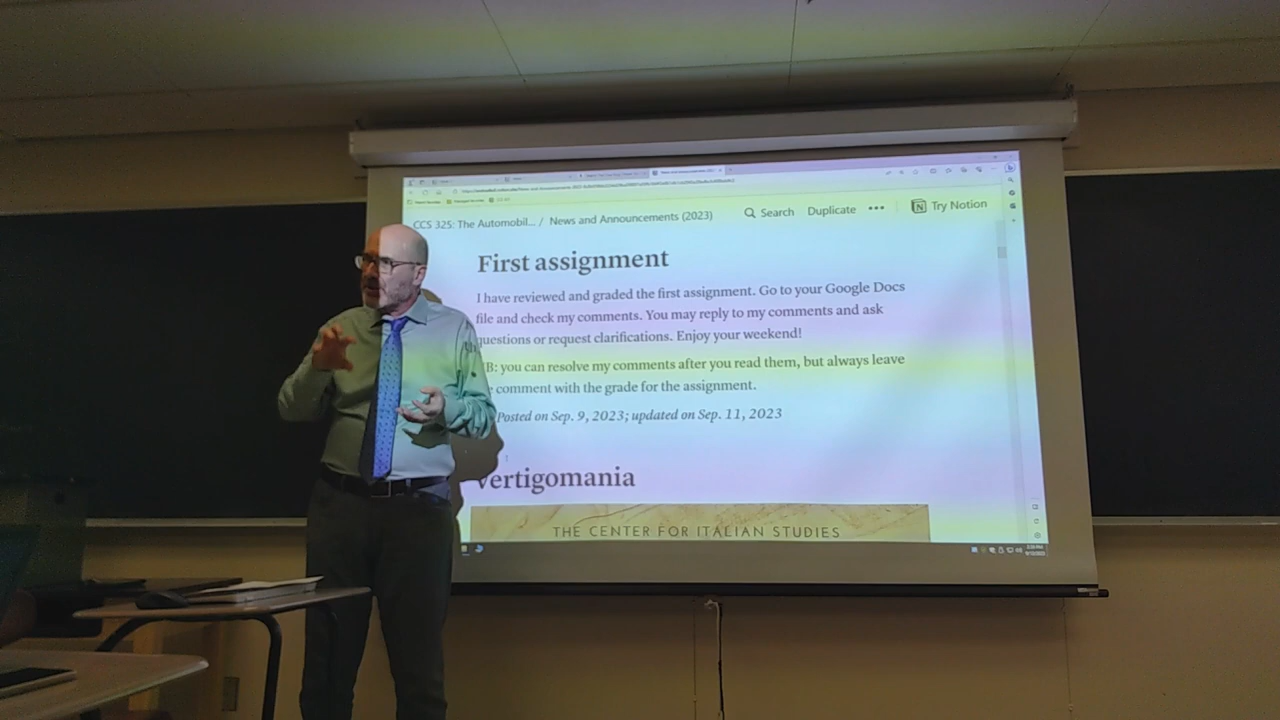 CCS 325: The Automobil... / News and Announcements (2023)
Search Duplicate ••• Try Notion
First assignment
I have reviewed and graded the first assignment. Go to your Google Docs
file and check my comments. You may reply to my comments and ask
questions or request clarifications. Enjoy your weekend!
B: you can resolve my comments after you read them, but always leave
comment with the grade for the assignment.
Posted on Sep. 9, 2023; updated on Sep. 11, 2023
Vertigomania
THE CENTER FOR ITALIAN STUDIES